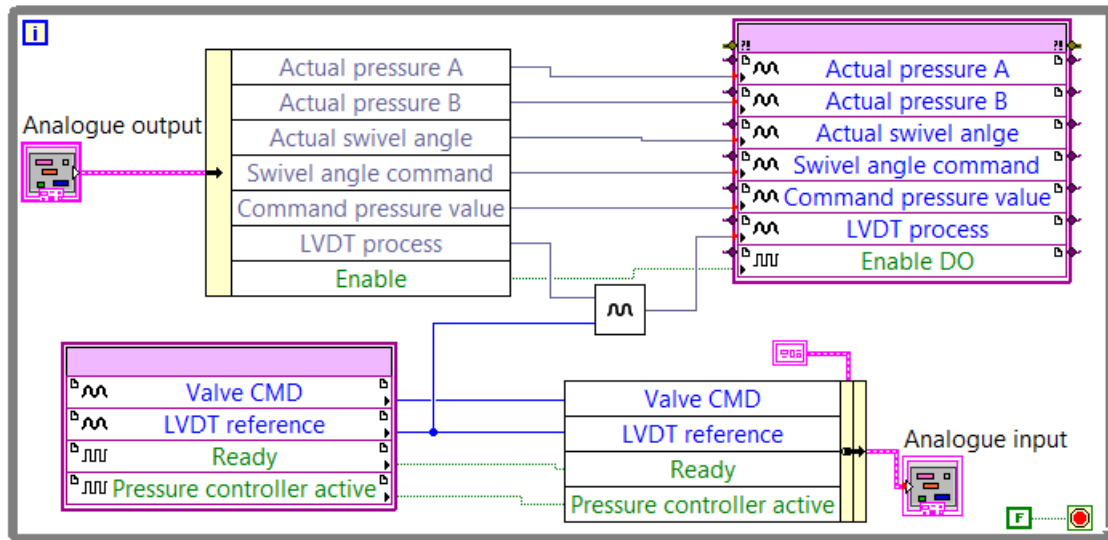 i
Analogue output
Actual pressure A
Actual pressure B
Actual swivel angle
Swivel angle command
Command pressure value
LVDT process
Enable
?!
?!
Actual pressure A
Actual pressure B
Actual swivel anlge
Swivel angle command
Command pressure value
LVDT process
Enable DO
Valve CMD
LVDT reference
Ready
Pressure controller active
Valve CMD
LVDT reference
Ready
Pressure controller active
Analogue input
F